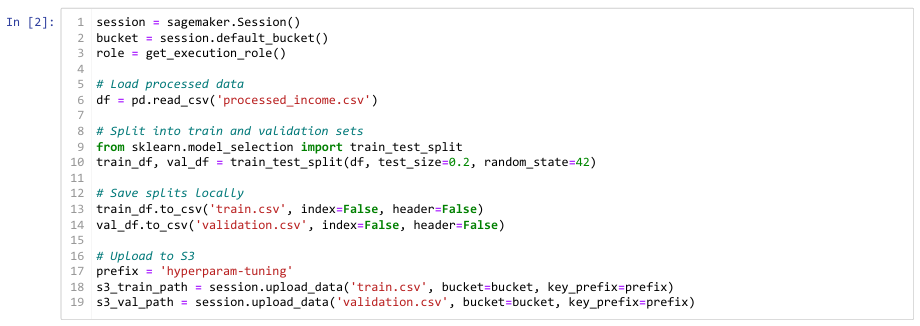 In [2]:
1 session = sagemaker.Session()
2 bucket = session.default_bucket()
3 role = get_execution_role()
4
5 # Load processed data
6 df = pd.read_csv('processed_income.csv')
7
8 # Split into train and validation sets
9 from sklearn.model_selection import train_test_split
10 train_df, val_df = train_test_split(df, test_size=0.2, random_state=42)
11
12 # Save splits locally
13 train_df.to_csv('train.csv', index=False, header=False)
14 val_df.to_csv('validation.csv', index=False, header=False)
15
16 # Upload to S3
17 prefix = 'hyperparam-tuning'
18 s3_train_path = session.upload_data('train.csv', bucket=bucket, key_prefix=prefix)
19 s3_val_path = session.upload_data('validation.csv', bucket=bucket, key_prefix=prefix)